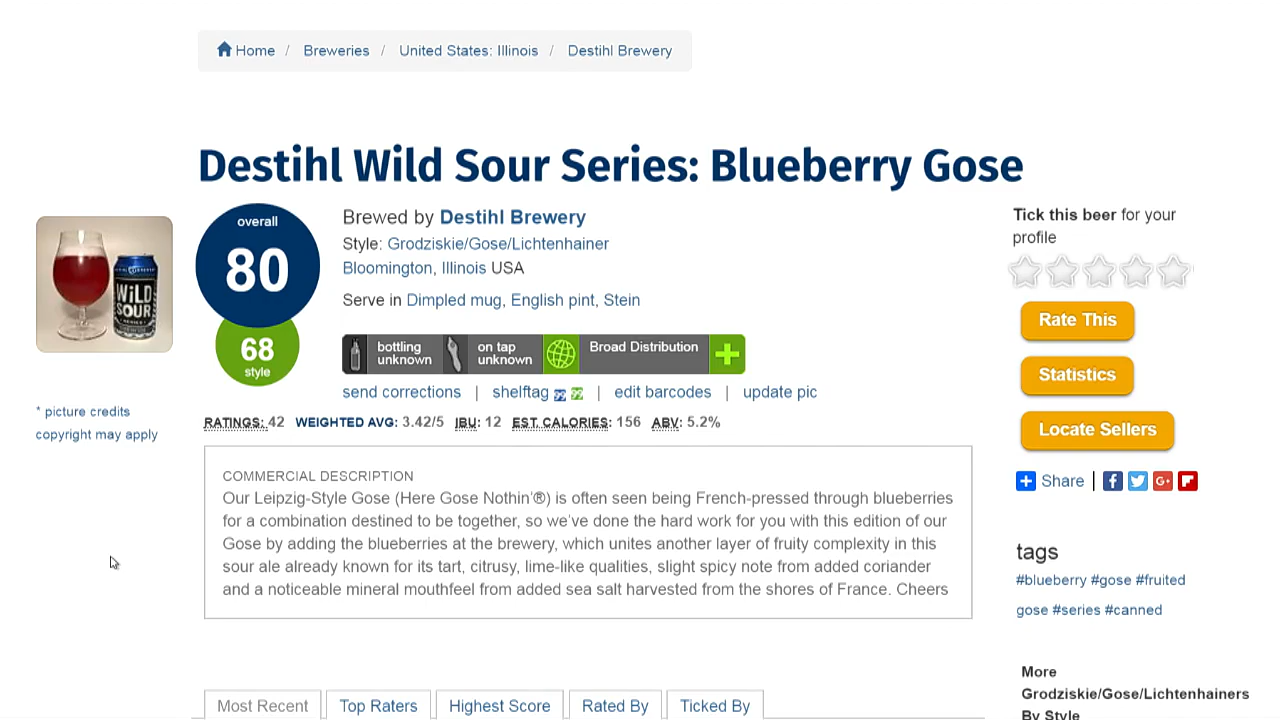 Home / Breweries / United States: Illinois / Destihl Brewery
Destihl Wild Sour Series: Blueberry Gose
overall
80
68
style
WiLD
SOUR
Brewed by Destihl Brewery
Style: Grodziskie/Gose/Lichtenhainer
Bloomington, Illinois USA
Serve in Dimpled mug, English pint, Stein
bottling
unknown
on tap
unknown
Broad Distribution
send corrections | shelftag | edit barcodes | update pic
* picture credits
copyright may apply
RATINGS: 42 WEIGHTED AVG: 3.42/5 IBU: 12 EST. CALORIES: 156 ABV: 5.2%
COMMERCIAL DESCRIPTION
Our Leipzig-Style Gose (Here Gose Nothin’®) is often seen being French-pressed through blueberries
for a combination destined to be together, so we’ve done the hard work for you with this edition of our
Gose by adding the blueberries at the brewery, which unites another layer of fruity complexity in this
sour ale already known for its tart, citrusy, lime-like qualities, slight spicy note from added coriander
and a noticeable mineral mouthfeel from added sea salt harvested from the shores of France. Cheers
Most Recent Top Raters Highest Score Rated By Ticked By
Tick this beer for your
profile
Rate This
Statistics
Locate Sellers
Share |
tags
#blueberry #gose #fruited
gose #series #canned
More
Grodziskie/Gose/Lichtenhainers
By Style